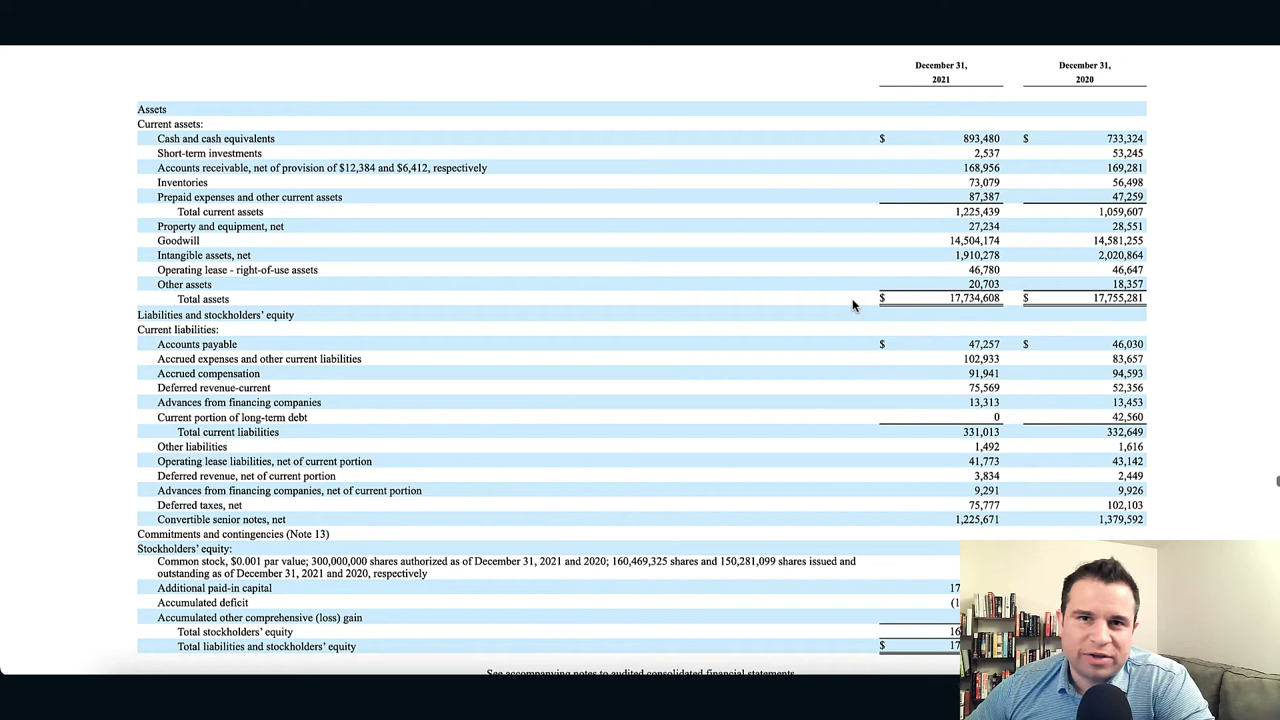 December 31, December 31,
2021 2020
Assets
Current assets:
Cash and cash equivalents $ 893,480 $ 733,324
Short-term investments 2,537 53,245
Accounts receivable, net of provision of $12,384 and $6,412, respectively 168,956 169,281
Inventories 73,079 56,498
Prepaid expenses and other current assets 87,387 47,259
Total current assets 1,225,439 1,059,607
Property and equipment, net 27,234 28,551
Goodwill 14,504,174 14,581,255
Intangible assets, net 1,910,278 2,020,864
Operating lease - right-of-use assets 46,780 46,647
Other assets 20,703 18,357
Total assets $ 17,734,608 $ 17,755,281
Liabilities and stockholders' equity
Current liabilities:
Accounts payable $ 47,257 $ 46,030
Accrued expenses and other current liabilities 102,933 83,657
Accrued compensation 91,941 94,593
Deferred revenue-current 75,569 52,356
Advances from financing companies 13,313 13,453
Current portion of long-term debt 0 42,560
Total current liabilities 331,013 332,649
Other liabilities 1,492 1,616
Operating lease liabilities, net of current portion 41,773 43,142
Deferred revenue, net of current portion 3,834 2,449
Advances from financing companies, net of current portion 9,291 9,926
Deferred taxes, net 75,777 102,103
Convertible senior notes, net 1,225,671 1,379,592
Commitments and contingencies (Note 13)
Stockholders' equity:
Common stock, $0.001 par value; 300,000,000 shares authorized as of December 31, 2021 and 2020; 160,469,325 shares and 150,281,099 shares issued and
outstanding as of December 31, 2021 and 2020, respectively
Additional paid-in capital 17
Accumulated deficit (1
Accumulated other comprehensive (loss) gain
Total stockholders' equity 16
Total liabilities and stockholders' equity $ 17
See accompanying notes to audited consolidated financial statements